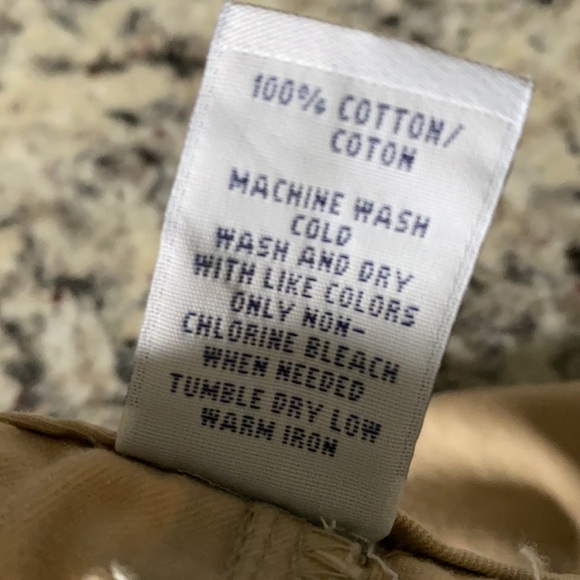 100% COTTON/
COTON
MACHINE WASH
COLD
WASH AND DRY
WITH LIKE COLORS
ONLY NON-
CHLORINE BLEACH
WHEN NEEDED
TUMBLE DRY LOW
WARM IRON